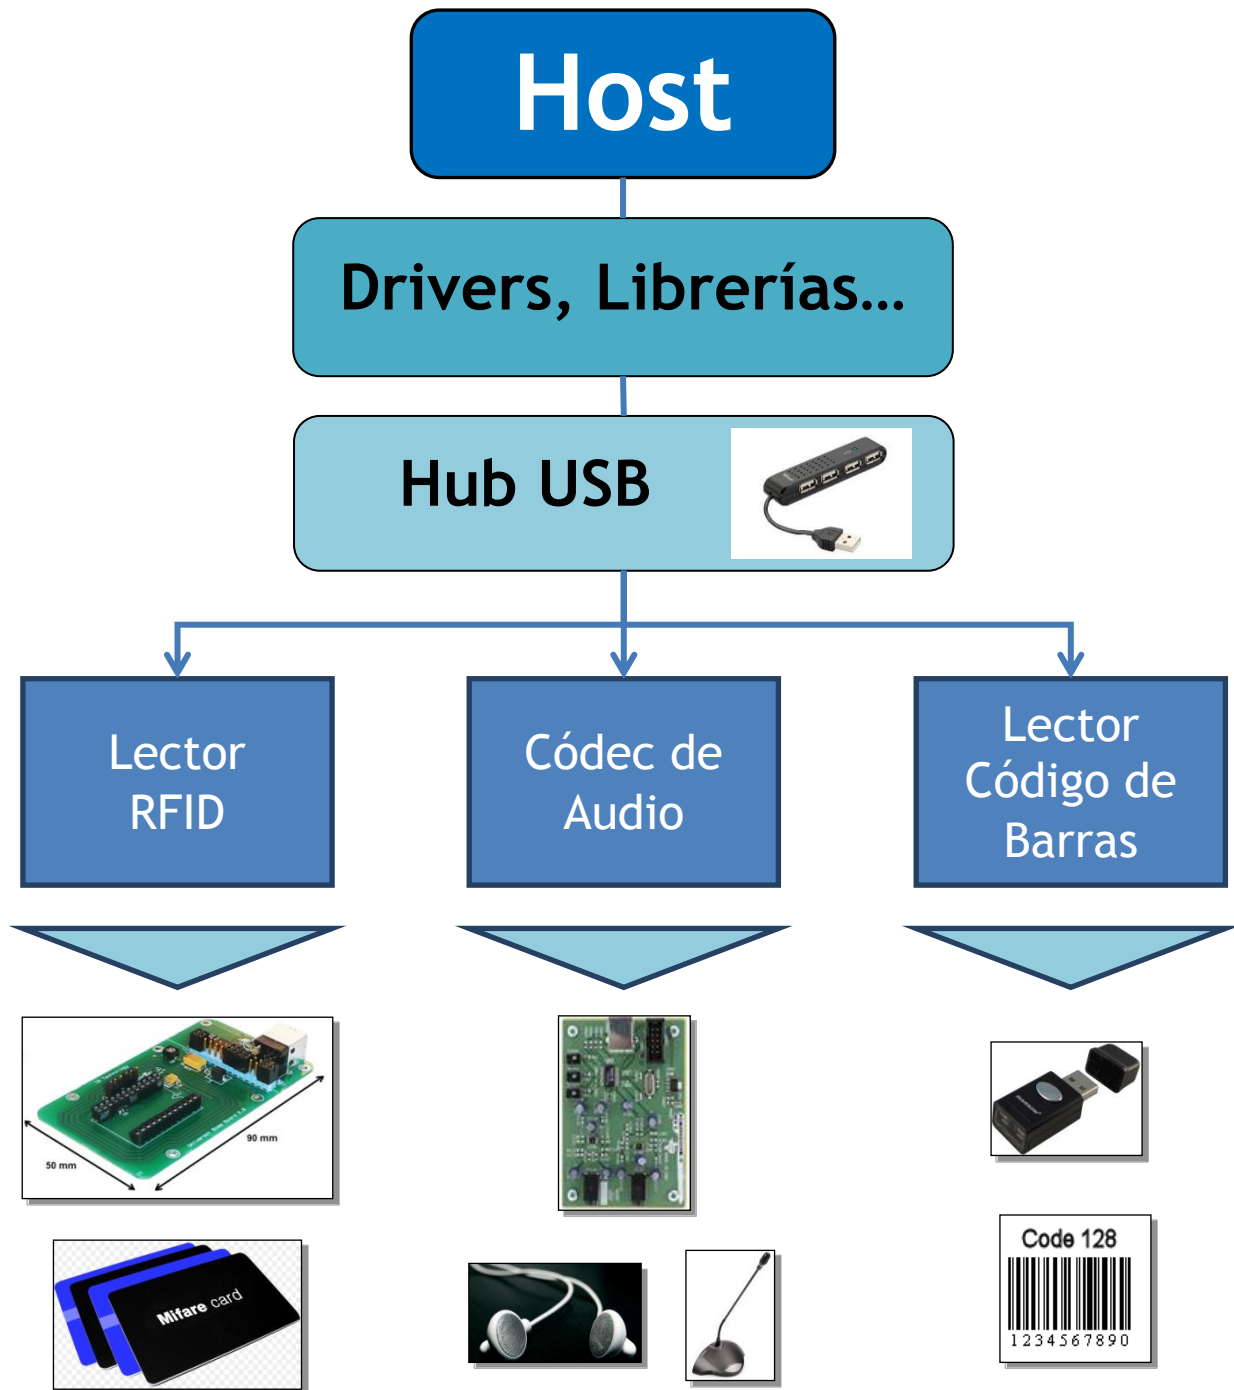 Host
Drivers, Librerías...
Hub USB
Lector
RFID
Códec de
Audio
Lector
Código de
Barras
50 mm
90 mm
Mifare card
Code 128
1234567890